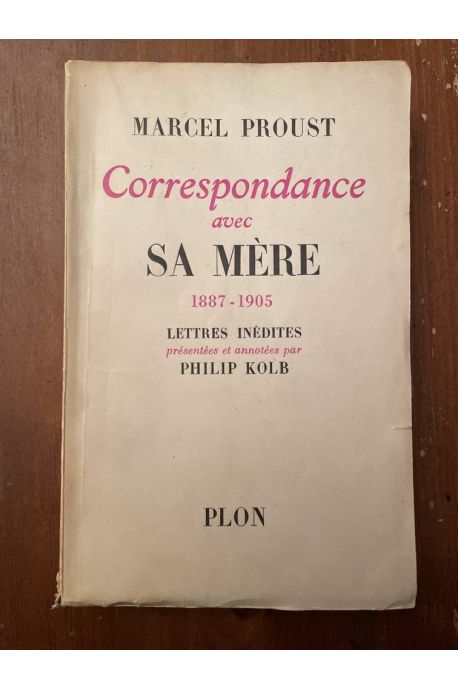 MARCEL PROUST
Correspondance
avec
SA MÈRE
1887-1905
LETTRES INÉDITES
présentées et annotées par
PHILIP KOLB
PLON